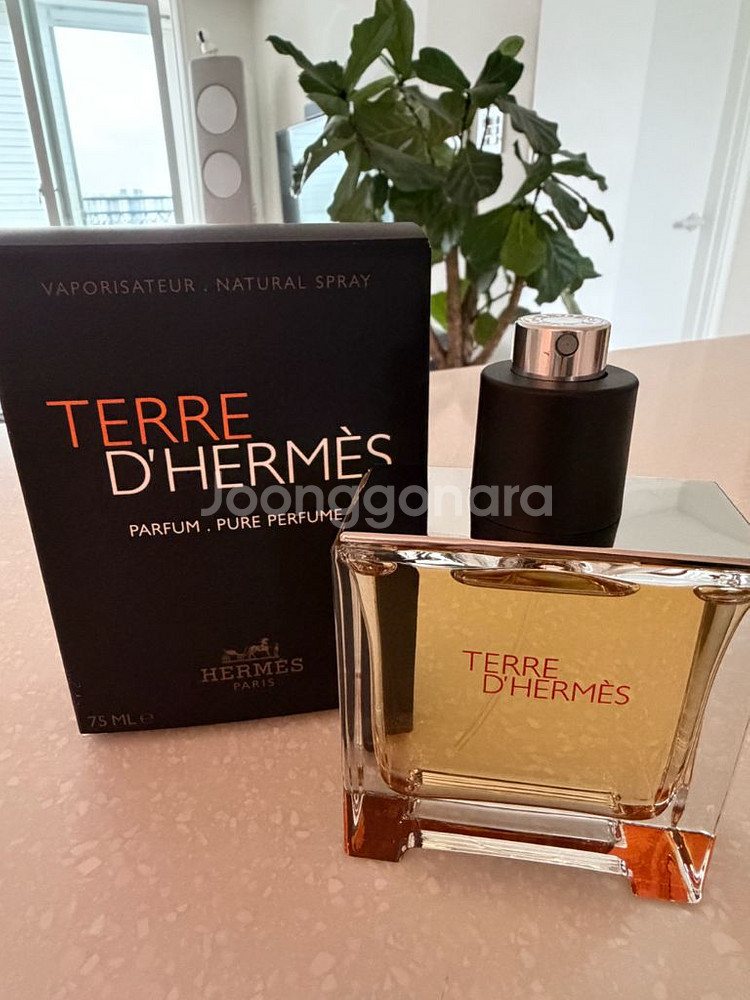 VAPORISATEUR . NATURAL SPRAY
TERRE
D'HERMÈS
PARFUM . PURE PERFUME
HERMÈS
PARIS
75 ML ℮
Joonggonara
TERRE
D'HERMÈS